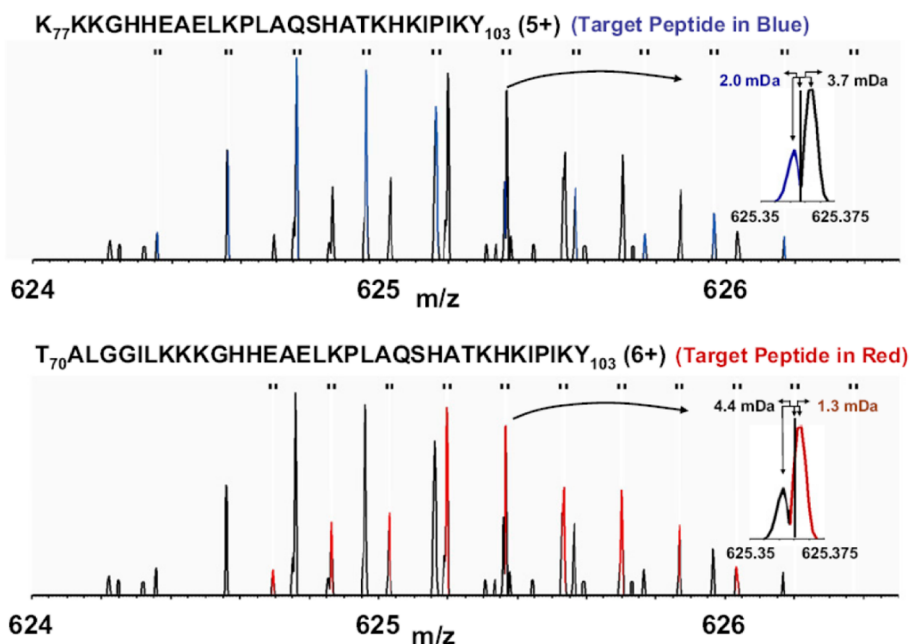 K77KKGHHEAELKPLAQSHATKHKIPIKY103 (5+) (Target Peptide in Blue)
2.0 mDa 3.7 mDa
625.35 625.375
624 625 626
m/z
T70ALGGILKKKGHHEAELKPLAQSHATKHKIPIKY103 (6+) (Target Peptide in Red)
4.4 mDa 1.3 mDa
625.35 625.375
624 625 626
m/z